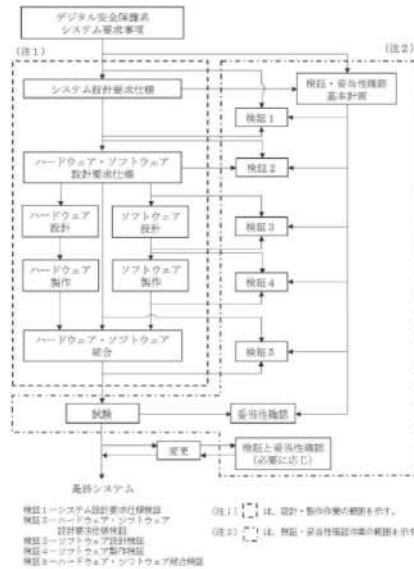 デジタル安全保護系
システム要求事項
(注1)
(注2)
システム設計要求仕様
検証・妥当性確認
基本計画
検証1
ハードウェア・ソフトウェア
設計要求仕様
検証2
ハードウェア
設計
ソフトウェア
設計
検証3
ハードウェア
製作
ソフトウェア
製作
検証4
ハードウェア・ソフトウェア
統合
検証5
試験
妥当性確認
変更
検証と妥当性確認
(必要に応じ)
最終システム
検証1-システム設計要求仕様検証
検証2-ハードウェア・ソフトウェア
設計要求仕様検証
検証3-ソフトウェア設計検証
検証4-ソフトウェア製作検証
検証5-ハードウェア・ソフトウェア統合検証
(注1) は、設計・製作作業の範囲を示す。
(注2) は、検証・妥当性確認作業の範囲を示す